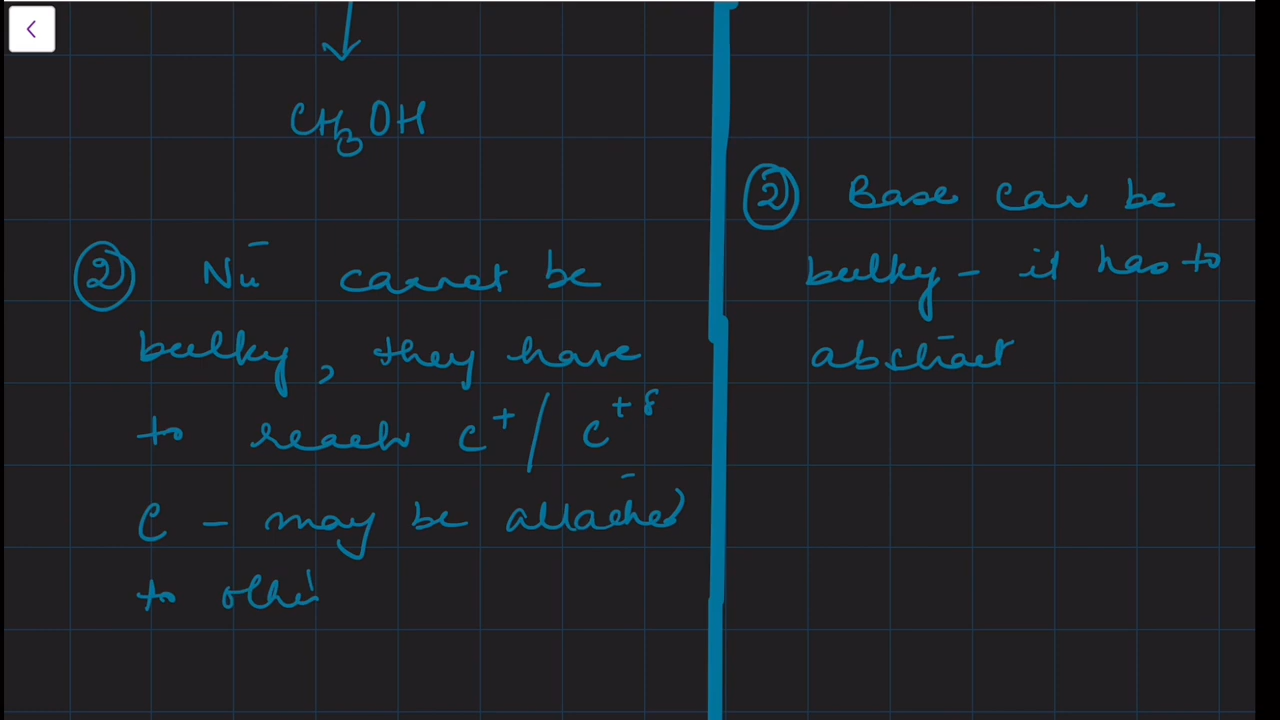 CH₃OH
② Nu⁻ cannot be
bulky, they have
to reach C⁺/ C⁺ᵟ
C - may be attached
to other
② Base can be
bulky - it has to
abstract